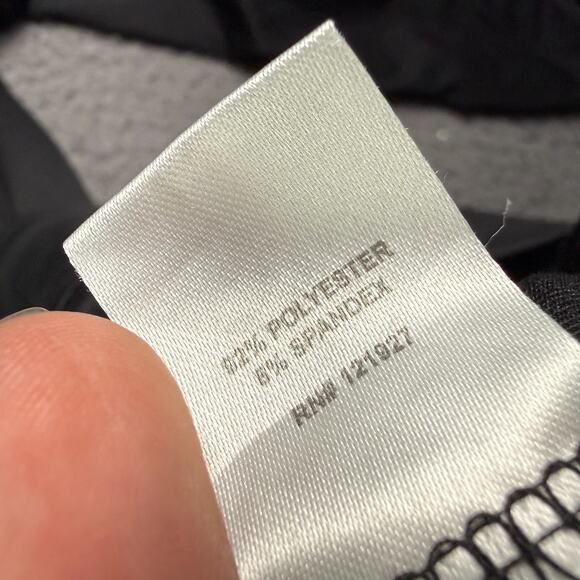 92% POLYESTER
8% SPANDEX
RN# 121927